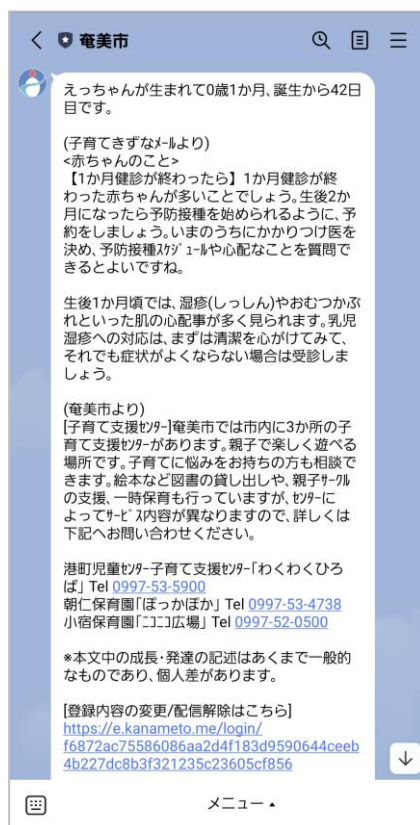 奄美市
えっちゃんが生まれて0歳1か月、誕生から42日
目です。
(子育てきずなﾒｰﾙより)
<赤ちゃんのこと>
【1か月健診が終わったら】1か月健診が終
わった赤ちゃんが多いことでしょう。生後2か
月になったら予防接種を始められるように、予
約をしましょう。いまのうちにかかりつけ医を
決め、予防接種ｽｹｼﾞｭｰﾙや心配なことを質問で
きるとよいですね。
生後1か月頃では、湿疹(しっしん)やおむつかぶ
れといった肌の心配事が多く見られます。乳児
湿疹への対応は、まずは清潔を心がけてみて、
それでも症状がよくならない場合は受診しま
しょう。
(奄美市より)
[子育て支援ｾﾝﾀｰ]奄美市では市内に3か所の子
育て支援ｾﾝﾀｰがあります。親子で楽しく遊べる
場所です。子育てに悩みをお持ちの方も相談で
きます。絵本など図書の貸し出しや、親子ｻｰｸﾙ
の支援、一時保育も行っていますが、ｾﾝﾀｰに
よってｻｰﾋﾞｽ内容が異なりますので、詳しくは
下記へお問い合わせください。
港町児童ｾﾝﾀｰ子育て支援ｾﾝﾀｰ｢わくわくひろ
ば｣ Tel 0997-53-5900
朝仁保育園｢ぽっかぽか｣ Tel 0997-53-4738
小宿保育園｢ﾆｺﾆｺ広場｣ Tel 0997-52-0500
*本文中の成長・発達の記述はあくまで一般的
なものであり、個人差があります。
[登録内容の変更/配信解除はこちら]
https://e.kanameto.me/login/
f6872ac75586086aa2d4f183d9590644ceeb
4b227dc8b3f321235c23605cf856
メニュー